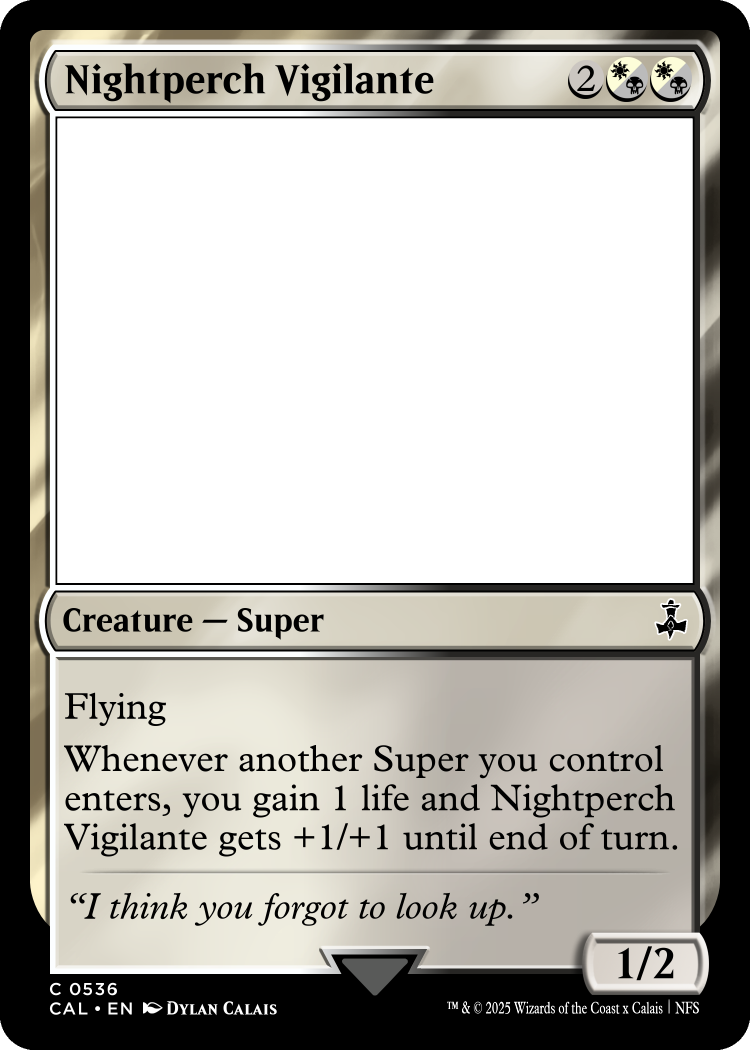 Nightperch Vigilante 2
Creature — Super
Flying
Whenever another Super you control
enters, you gain 1 life and Nightperch
Vigilante gets +1/+1 until end of turn.
“I think you forgot to look up.”
1/2
C 0536
CAL • EN DYLAN CALAIS
™ & © 2025 Wizards of the Coast x Calais | NFS